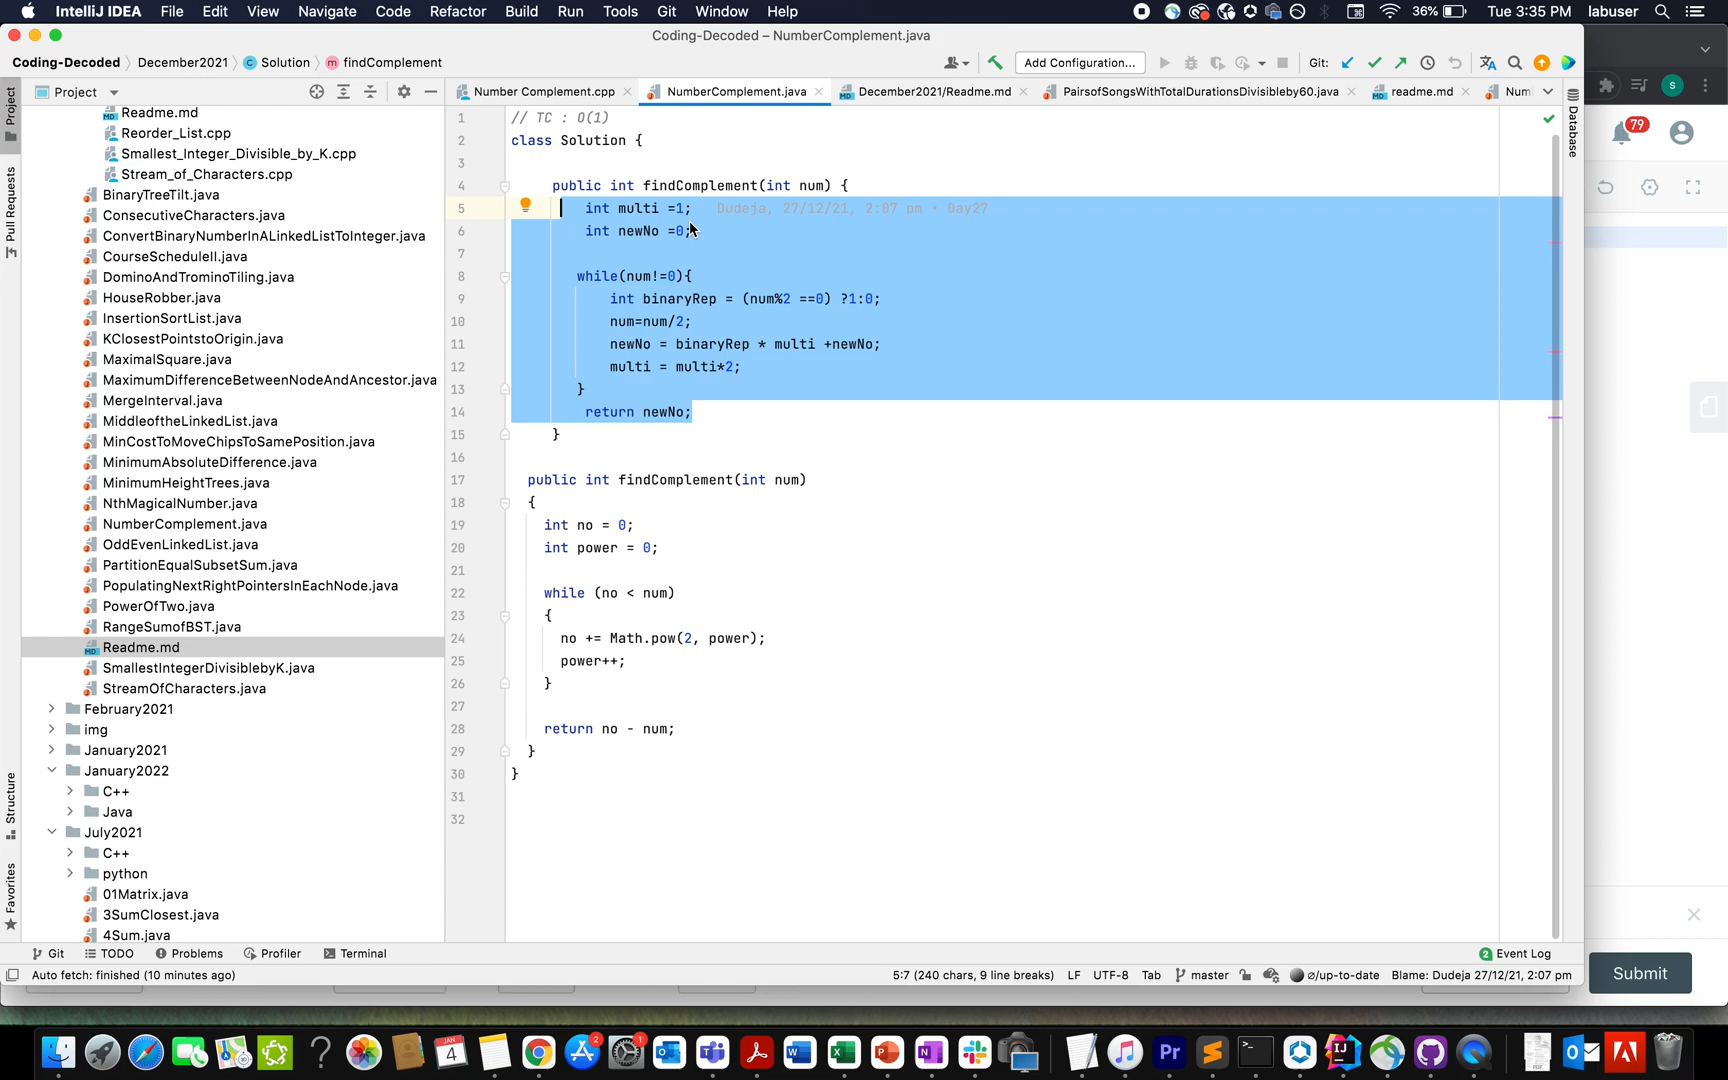 IntelliJ IDEA File Edit View Navigate Code Refactor Build Run Tools Git Window Help 36% Tue 3:35 PM labuser
Coding-Decoded – NumberComplement.java
Coding-Decoded December2021 Solution findComplement Add Configuration... Git:
Project Number Complement.cpp NumberComplement.java December2021/Readme.md PairsofSongsWithTotalDurationsDivisibleby60.java readme.md Num
Project
Pull Requests
Structure
Favorites
Database
Readme.md
Reorder_List.cpp
Smallest_Integer_Divisible_by_K.cpp
Stream_of_Characters.cpp
BinaryTreeTilt.java
ConsecutiveCharacters.java
ConvertBinaryNumberInALinkedListToInteger.java
CourseScheduleII.java
DominoAndTrominoTiling.java
HouseRobber.java
InsertionSortList.java
KClosestPointstoOrigin.java
MaximalSquare.java
MaximumDifferenceBetweenNodeAndAncestor.java
MergeInterval.java
MiddleoftheLinkedList.java
MinCostToMoveChipsToSamePosition.java
MinimumAbsoluteDifference.java
MinimumHeightTrees.java
NthMagicalNumber.java
NumberComplement.java
OddEvenLinkedList.java
PartitionEqualSubsetSum.java
PopulatingNextRightPointersInEachNode.java
PowerOfTwo.java
RangeSumofBST.java
Readme.md
SmallestIntegerDivisiblebyK.java
StreamOfCharacters.java
February2021
img
January2021
January2022
C++
Java
July2021
C++
python
01Matrix.java
3SumClosest.java
4Sum.java
1 // TC : O(1)
2 class Solution {
3
4 public int findComplement(int num) {
5 int multi =1; Dudeja, 27/12/21, 2:07 pm • Day27
6 int newNo =0;
7
8 while(num!=0){
9 int binaryRep = (num%2 ==0) ?1:0;
10 num=num/2;
11 newNo = binaryRep * multi +newNo;
12 multi = multi*2;
13 }
14 return newNo;
15 }
16
17 public int findComplement(int num)
18 {
19 int no = 0;
20 int power = 0;
21
22 while (no < num)
23 {
24 no += Math.pow(2, power);
25 power++;
26 }
27
28 return no - num;
29 }
30 }
31
32
79
S
Git TODO Problems Profiler Terminal 2 Event Log
Auto fetch: finished (10 minutes ago) 5:7 (240 chars, 9 line breaks) LF UTF-8 Tab master ⌀/up-to-date Blame: Dudeja 27/12/21, 2:07 pm
Submit
JAN
4
2
1